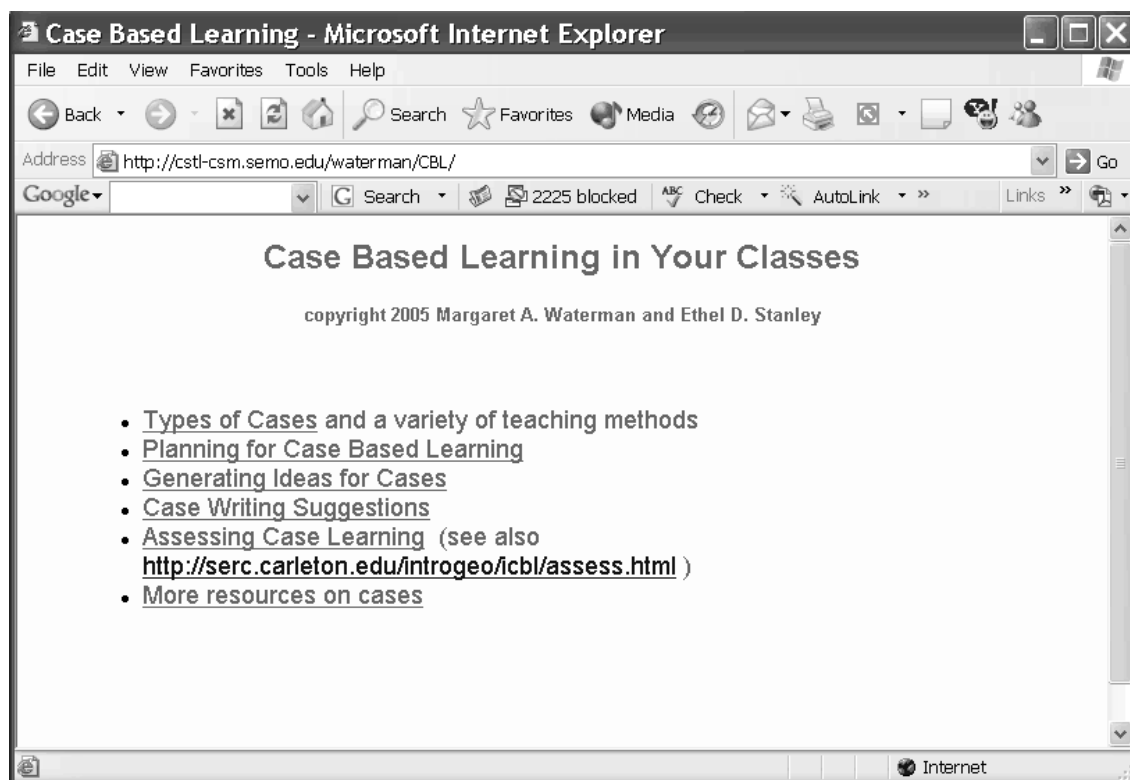 Case Based Learning - Microsoft Internet Explorer
File Edit View Favorites Tools Help
Back Search Favorites Media
Address http://cstl-csm.semo.edu/waterman/CBL/ Go
Google Search 2225 blocked ABC Check AutoLink » Links »
Case Based Learning in Your Classes
copyright 2005 Margaret A. Waterman and Ethel D. Stanley
• Types of Cases and a variety of teaching methods
• Planning for Case Based Learning
• Generating Ideas for Cases
• Case Writing Suggestions
• Assessing Case Learning (see also
http://serc.carleton.edu/introgeo/icbl/assess.html )
• More resources on cases
Internet